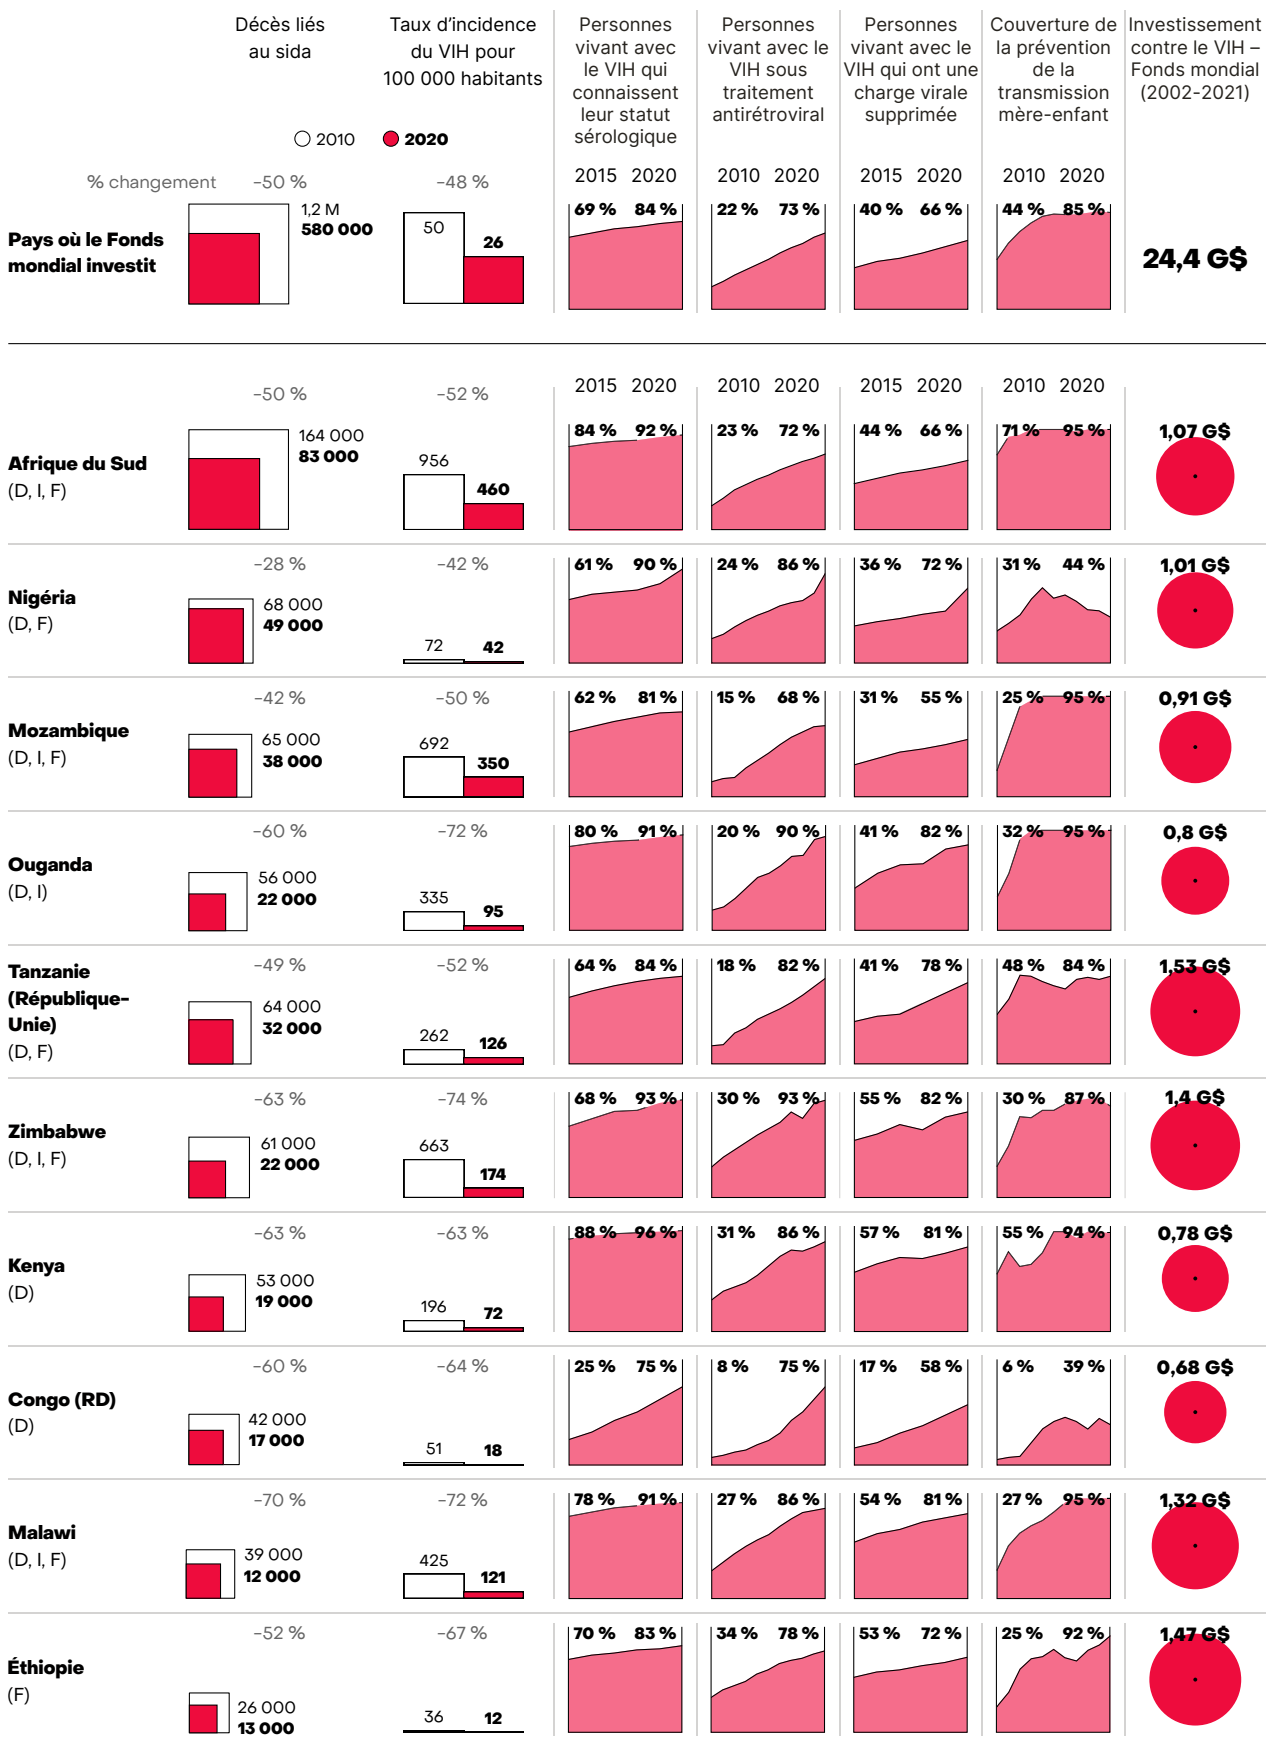 Décès liés
au sida
Taux d’incidence
du VIH pour
100 000 habitants
Personnes
vivant avec
le VIH qui
connaissent
leur statut
sérologique
Personnes
vivant avec le
VIH sous
traitement
antirétroviral
Personnes
vivant avec le
VIH qui ont une
charge virale
supprimée
Couverture de
la prévention
de la
transmission
mère-enfant
Investissement
contre le VIH –
Fonds mondial
(2002-2021)
2010 2020
% changement −50 % −48 % 2015 2020 2010 2020 2015 2020 2010 2020
Pays où le Fonds
mondial investit
1,2 M
580 000
50
26
69 % 84 % 22 % 73 % 40 % 66 % 44 % 85 %
24,4 G$
2015 2020 2010 2020 2015 2020 2010 2020
−50 % −52 %
Afrique du Sud
(D, I, F)
164 000
83 000
956
460
84 % 92 % 23 % 72 % 44 % 66 % 71 % 95 % 1,07 G$
−28 % −42 %
Nigéria
(D, F)
68 000
49 000
72 42
61 % 90 % 24 % 86 % 36 % 72 % 31 % 44 % 1,01 G$
−42 % −50 %
Mozambique
(D, I, F)
65 000
38 000
692
350
62 % 81 % 15 % 68 % 31 % 55 % 25 % 95 % 0,91 G$
−60 % −72 %
Ouganda
(D, I)
56 000
22 000
335
95
80 % 91 % 20 % 90 % 41 % 82 % 32 % 95 % 0,8 G$
−49 % −52 %
Tanzanie
(République-
Unie)
(D, F)
64 000
32 000
262
126
64 % 84 % 18 % 82 % 41 % 78 % 48 % 84 % 1,53 G$
−63 % −74 %
Zimbabwe
(D, I, F)
61 000
22 000
663
174
68 % 93 % 30 % 93 % 55 % 82 % 30 % 87 % 1,4 G$
−63 % −63 %
Kenya
(D)
53 000
19 000
196
72
88 % 96 % 31 % 86 % 57 % 81 % 55 % 94 % 0,78 G$
−60 % −64 %
Congo (RD)
(D)
42 000
17 000
51 18
25 % 75 % 8 % 75 % 17 % 58 % 6 % 39 % 0,68 G$
−70 % −72 %
Malawi
(D, I, F)
39 000
12 000
425
121
78 % 91 % 27 % 86 % 54 % 81 % 27 % 95 % 1,32 G$
−52 % −67 %
Éthiopie
(F)
26 000
13 000
36 12
70 % 83 % 34 % 78 % 53 % 72 % 25 % 92 % 1,47 G$